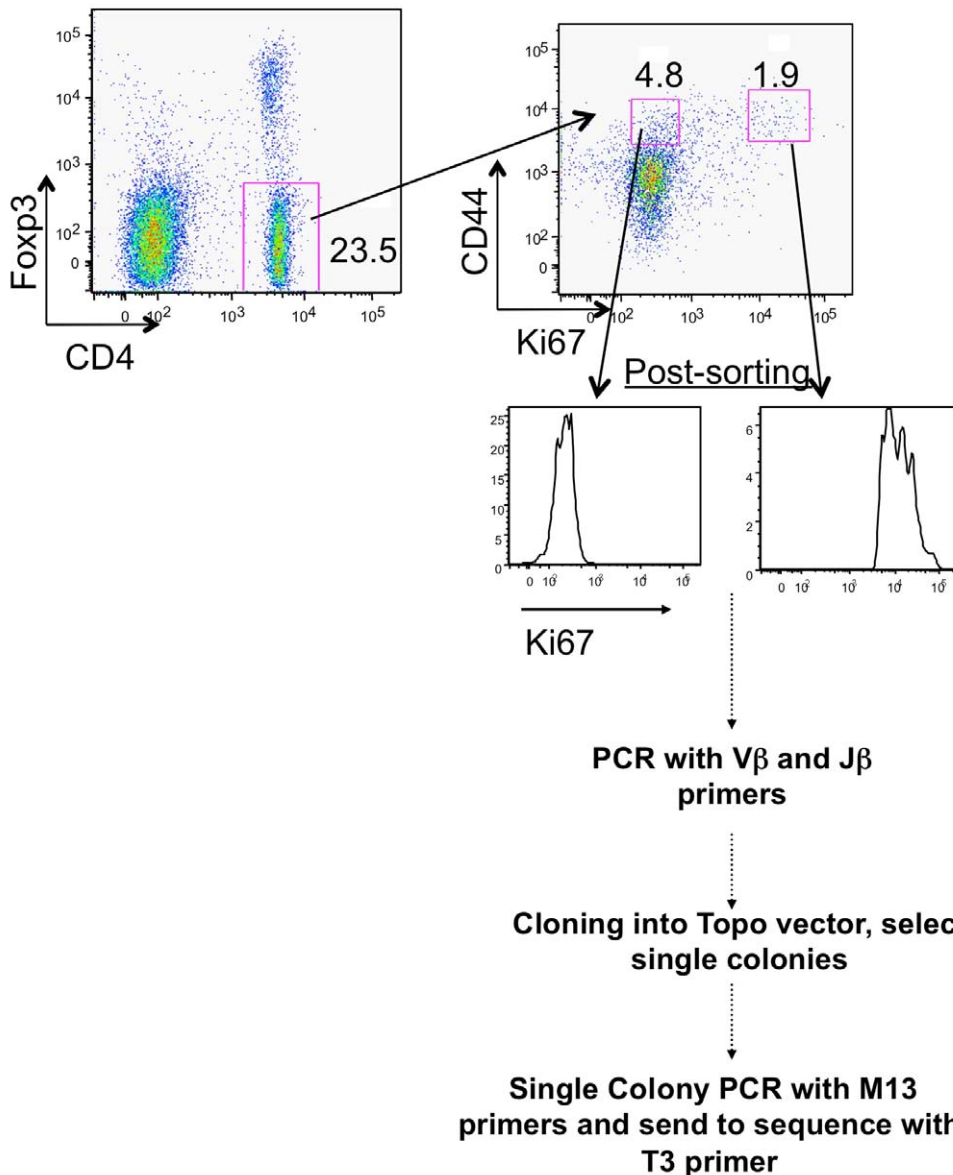 10⁵
10⁴
10³
10²
0
Foxp3
23.5
0 10² 10³ 10⁴ 10⁵
CD4
10⁵
10⁴
10³
10²
0
CD44
4.8 1.9
0 10² 10³ 10⁴ 10⁵
Ki67
Post-sorting
25
20
15
10
5
0
0 10² 10³ 10⁴ 10⁵
Ki67
6
4
2
0
0 10² 10³ 10⁴ 10⁵
PCR with Vβ and Jβ
primers
Cloning into Topo vector, selec
single colonies
Single Colony PCR with M13
primers and send to sequence with
T3 primer